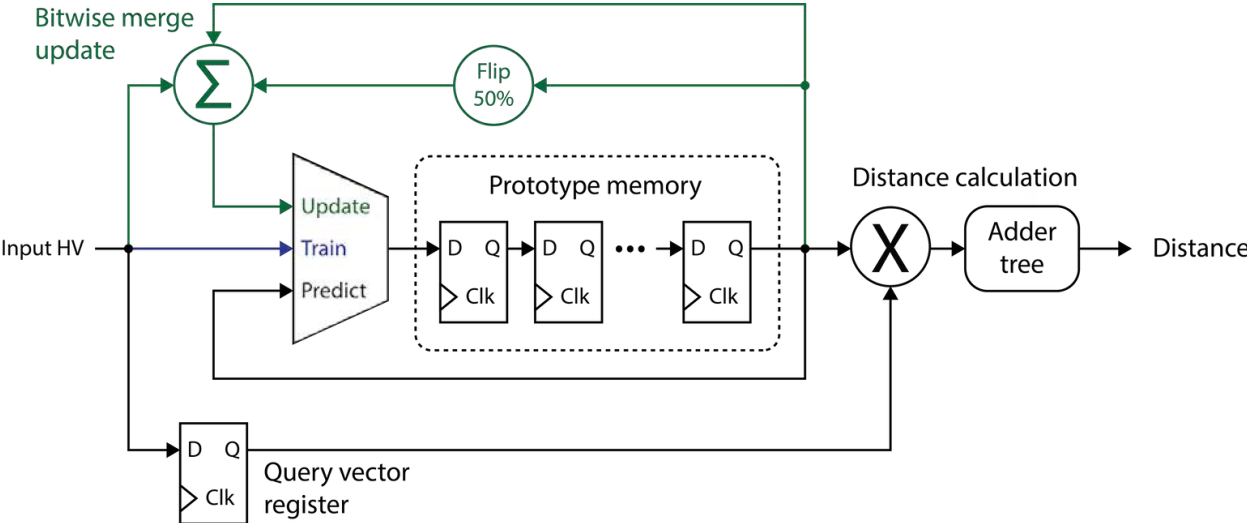 Bitwise merge
update
Σ
Flip
50%
Prototype memory
Distance calculation
Update
Input HV
Train
Predict
D Q
Clk
D Q
Clk
•••
D Q
Clk
X
Adder
tree
Distance
D Q
Clk
Query vector
register